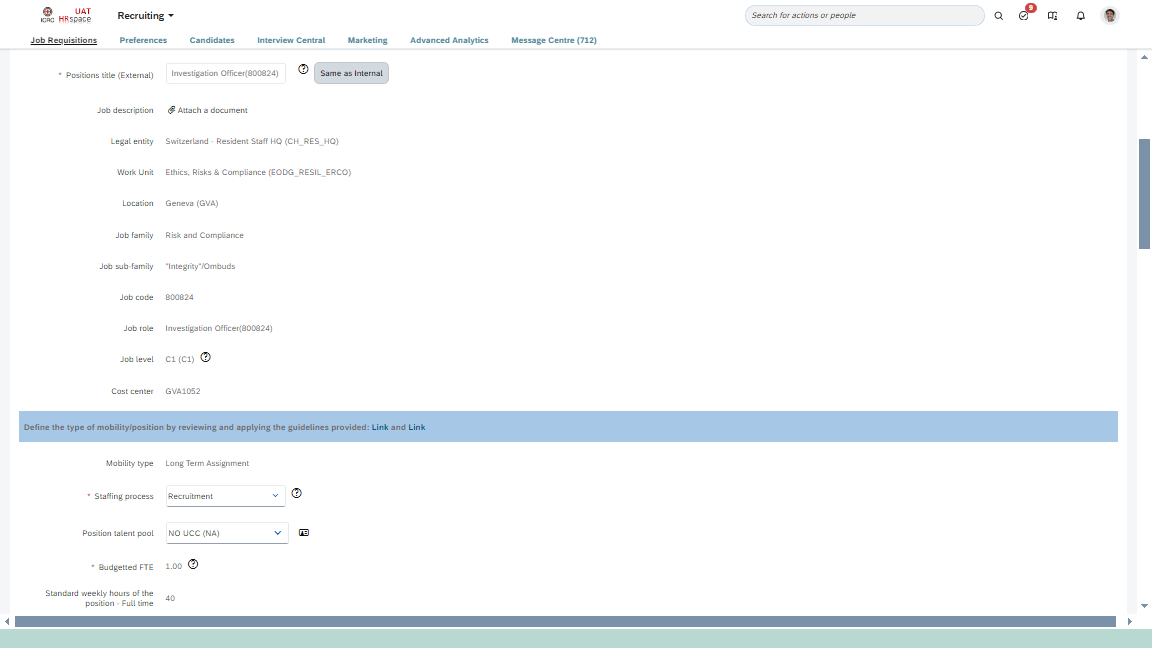 ICRC
UAT
HRspace
Recruiting
Search for actions or people
9
Job Requisitions
Preferences
Candidates
Interview Central
Marketing
Advanced Analytics
Message Centre (712)
* Positions title (External)
Investigation Officer(800824)
Same as Internal
Job description
Attach a document
Legal entity
Switzerland - Resident Staff HQ (CH_RES_HQ)
Work Unit
Ethics, Risks & Compliance (EODG_RESIL_ERCO)
Location
Geneva (GVA)
Job family
Risk and Compliance
Job sub-family
"Integrity"/Ombuds
Job code
800824
Job role
Investigation Officer(800824)
Job level
C1 (C1)
Cost center
GVA1052
Define the type of mobility/position by reviewing and applying the guidelines provided: Link and Link
Mobility type
Long Term Assignment
* Staffing process
Recruitment
Position talent pool
NO UCC (NA)
* Budgetted FTE
1.00
Standard weekly hours of the
position - Full time
40